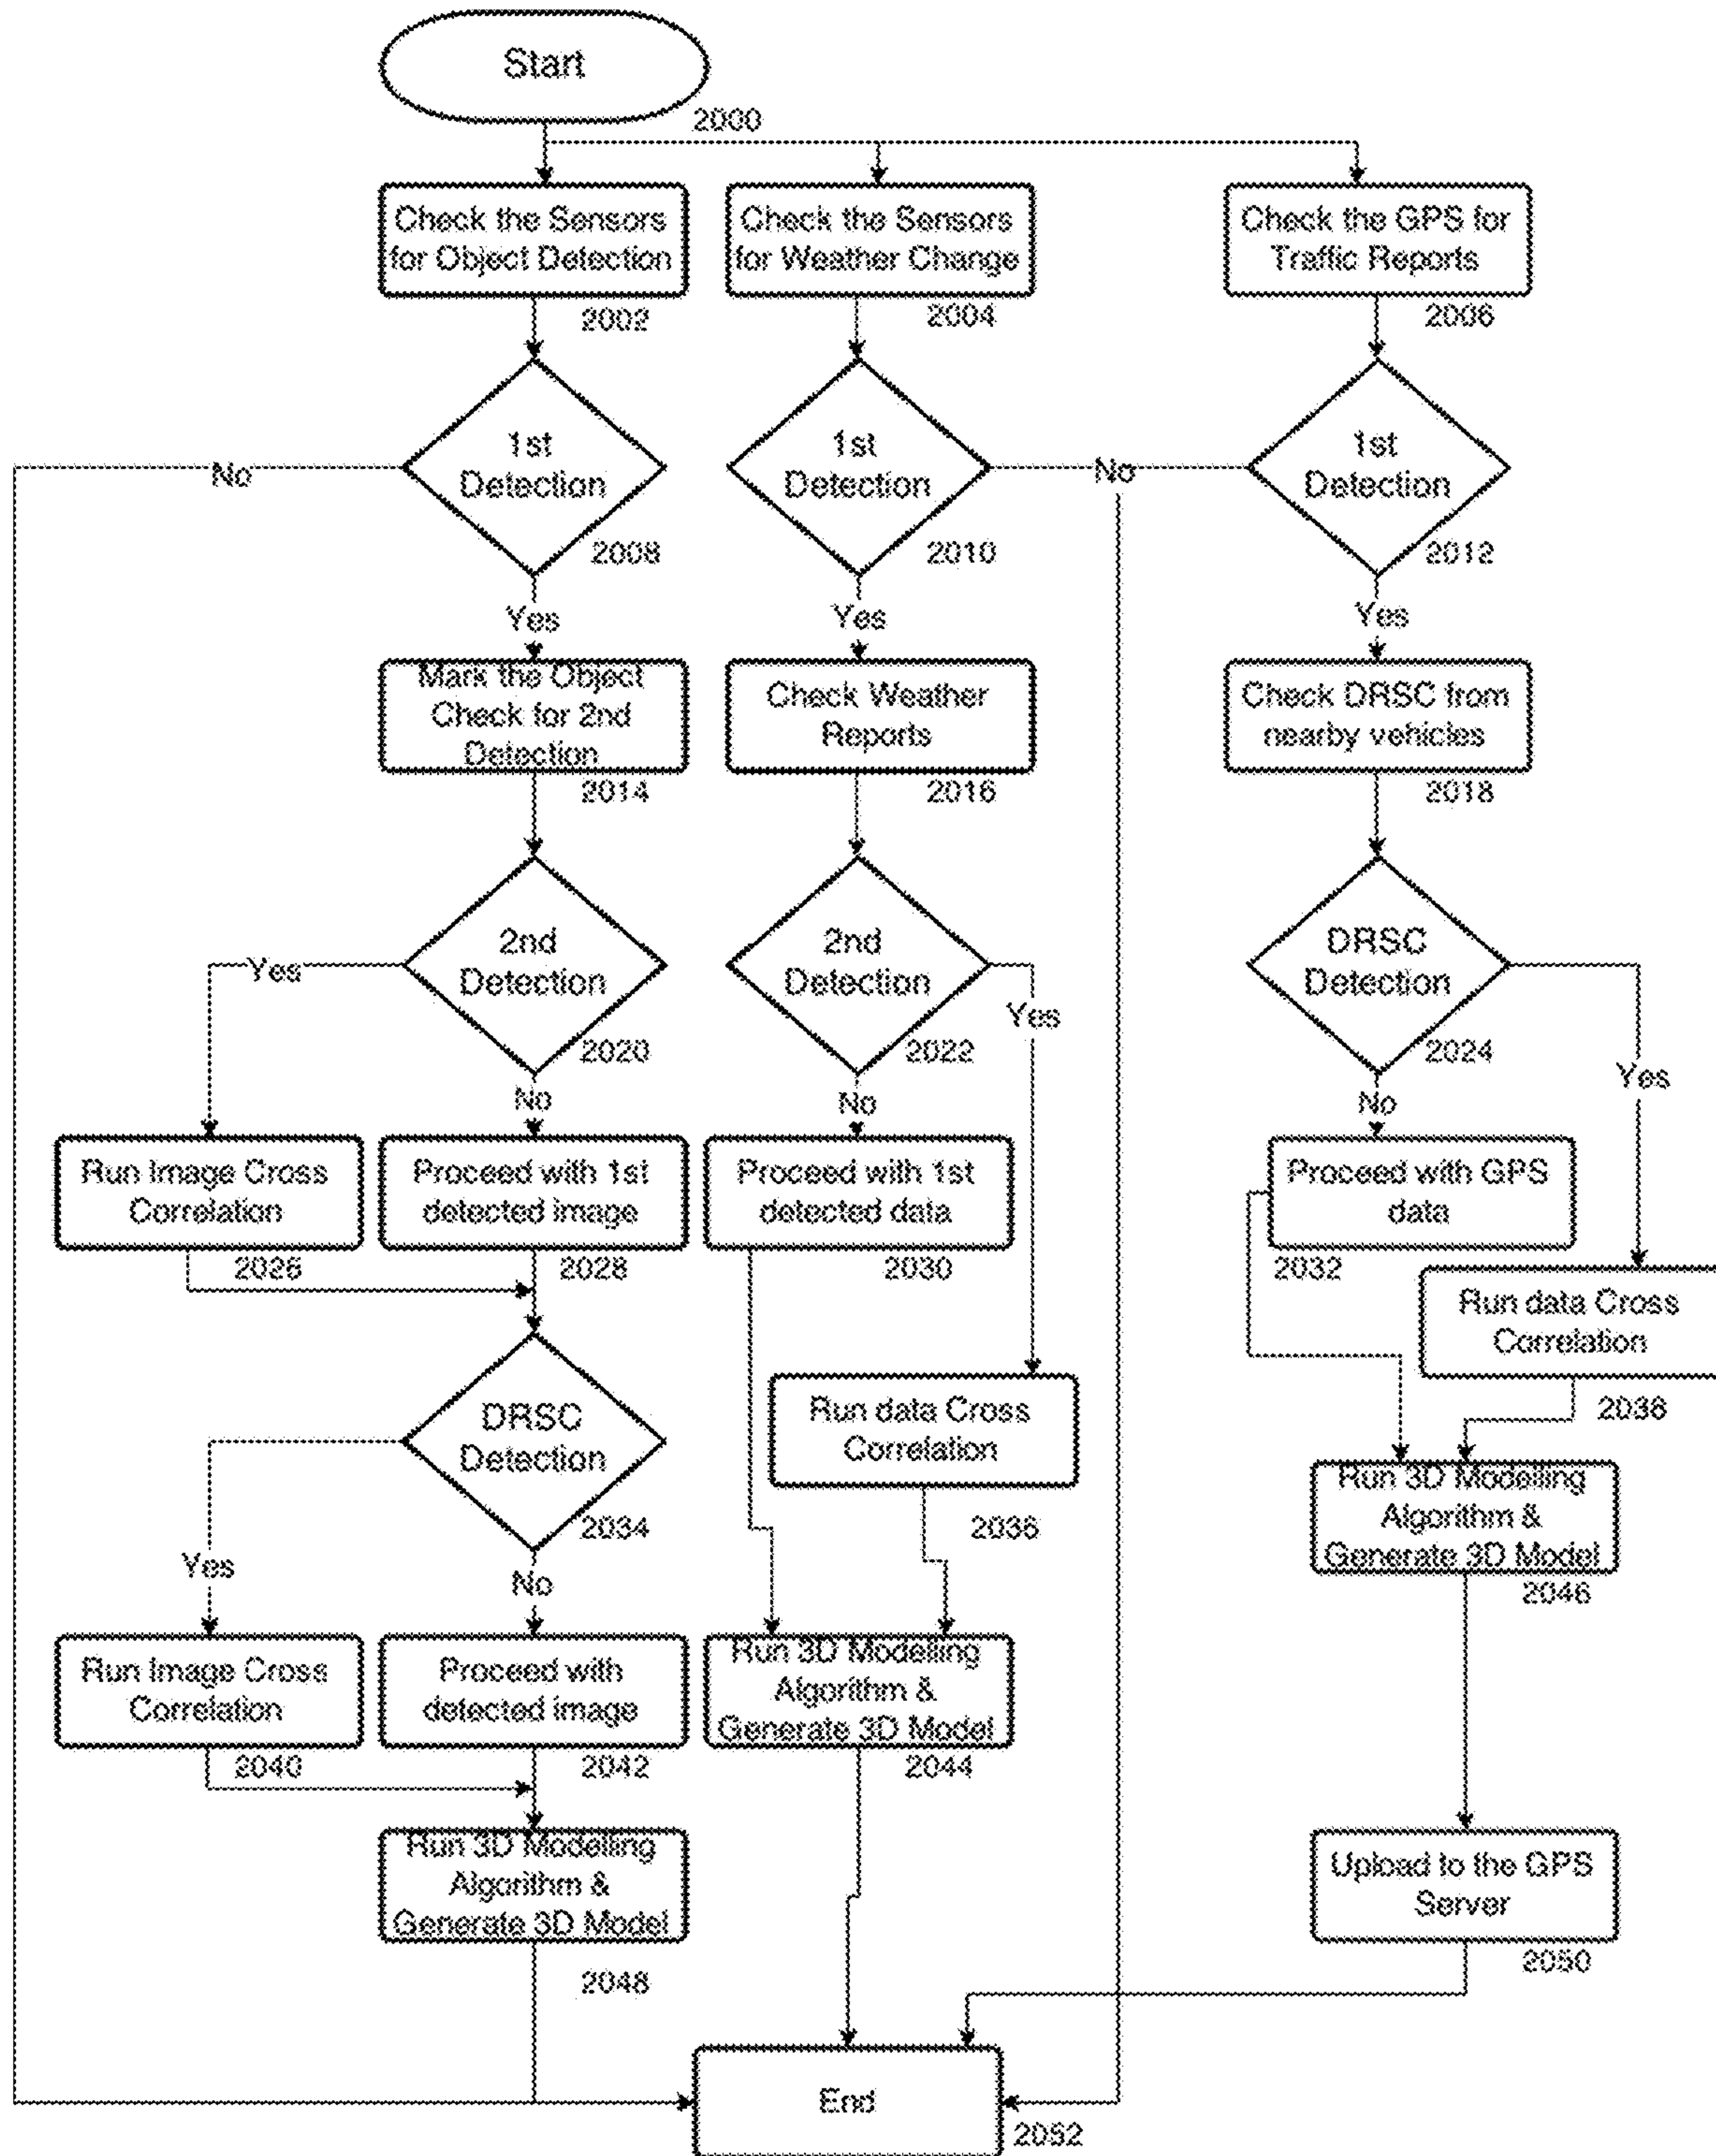 Start
2000
Check the Sensors
for Object Detection
2002
Check the Sensors
for Weather Change
2004
Check the GPS for
Traffic Reports
2006
1st
Detection
2008
No
1st
Detection
2010
No
1st
Detection
2012
Yes
Yes
Yes
Mark the Object
Check for 2nd
Detection
2014
Check Weather
Reports
2016
Check DRSC from
nearby vehicles
2018
2nd
Detection
2020
Yes
2nd
Detection
2022
Yes
DRSC
Detection
2024
Yes
No
No
No
Run Image Cross
Correlation
2026
Proceed with 1st
detected image
2028
Proceed with 1st
detected data
2030
Proceed with GPS
data
2032
Run data Cross
Correlation
2038
DRSC
Detection
2034
Run data Cross
Correlation
2036
Run 3D Modelling
Algorithm &
Generate 3D Model
2046
Yes
No
Run Image Cross
Correlation
2040
Proceed with
detected image
2042
Run 3D Modelling
Algorithm &
Generate 3D Model
2044
Run 3D Modelling
Algorithm &
Generate 3D Model
2048
Upload to the GPS
Server
2050
End
2052